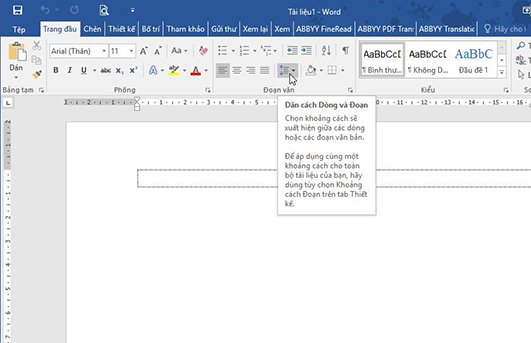 Tài liệu1 - Word
Tệp Trang đầu Chèn Thiết kế Bố trí Tham khảo Gửi thư Xem lại Xem ABBYY FineRead ABBYY PDF Tran: ABBYY Translatic Hãy cho
Dán
Arial (Thân) 11 A A Aa
B I U abc x₂ x² A A
AaBbCcDd AaBbCcDd AaBbC
¶ Bình thư... ¶ Không D... Đầu đề 1
Bảng tạm Phông Đoạn văn Kiểu
Dãn cách Dòng và Đoạn
Chọn khoảng cách sẽ
xuất hiện giữa các dòng
hoặc các đoạn văn bản.
Để áp dụng cùng một
khoảng cách cho toàn
bộ tài liệu của bạn, hãy
dùng tùy chọn Khoảng
cách Đoạn trên tab Thiết
kế.